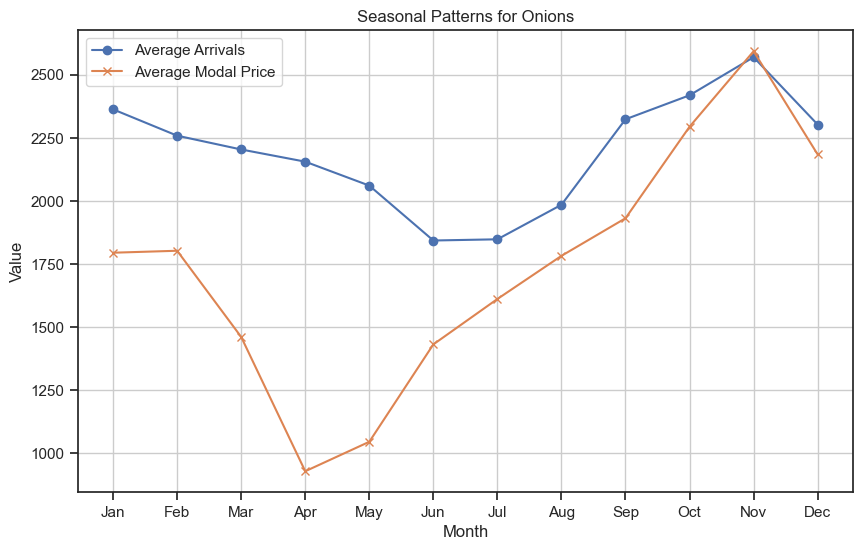 Seasonal Patterns for Onions
Average Arrivals
Average Modal Price
2500
2250
2000
1750
1500
1250
1000
Value
Jan Feb Mar Apr May Jun Jul Aug Sep Oct Nov Dec
Month